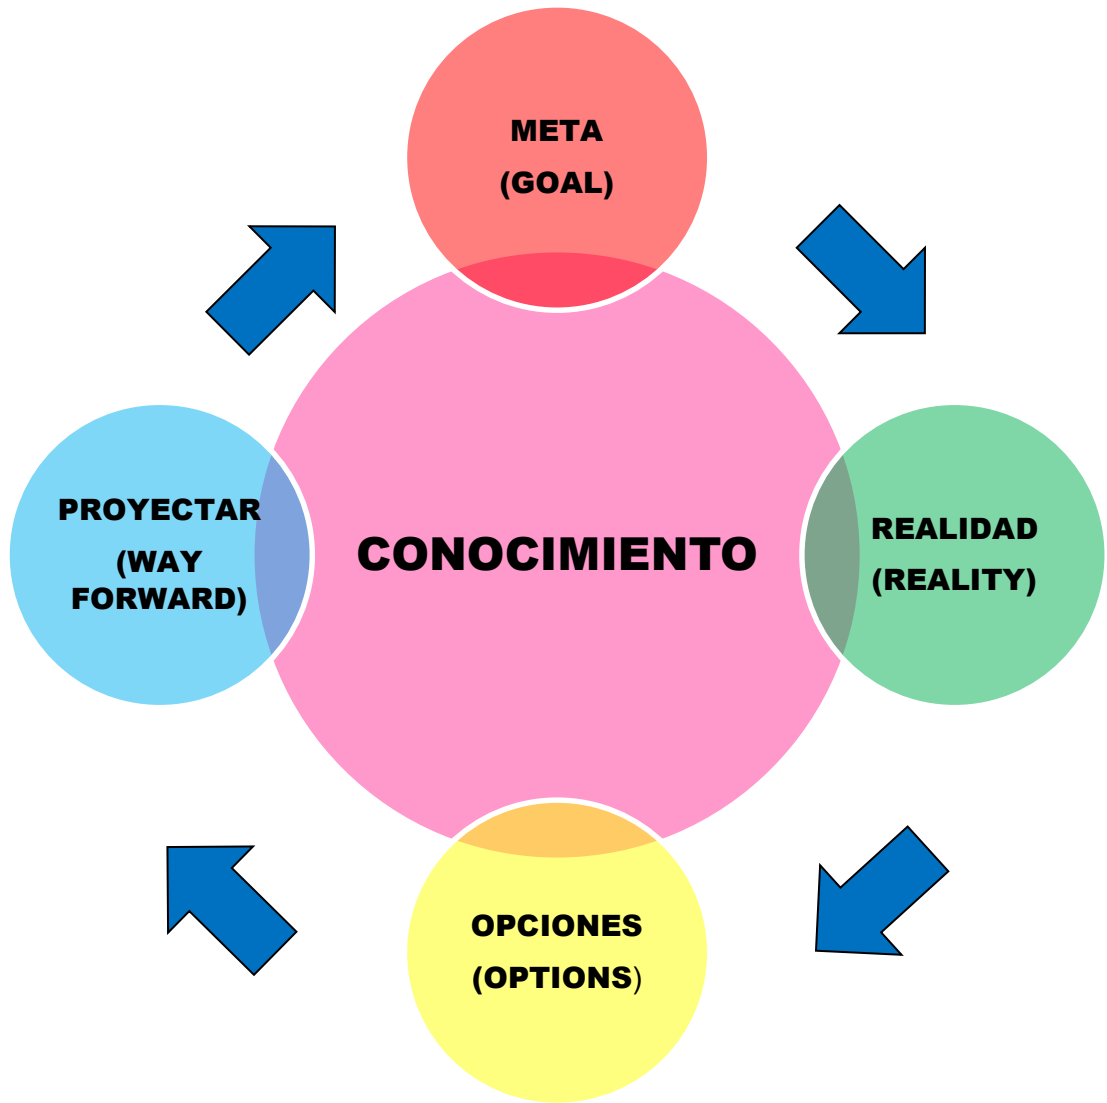 META
(GOAL)
PROYECTAR
(WAY
FORWARD)
CONOCIMIENTO
REALIDAD
(REALITY)
OPCIONES
(OPTIONS)